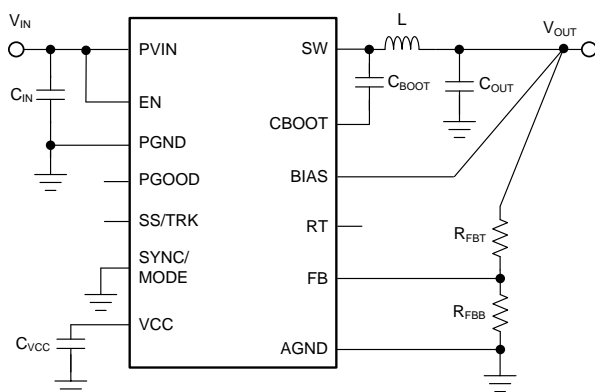 VIN
PVIN
SW
L
VOUT
CIN
EN
CBOOT
COUT
CBOOT
PGND
PGOOD
BIAS
SS/TRK
RT
RFBT
SYNC/
MODE
FB
RFBB
VCC
CVCC
AGND